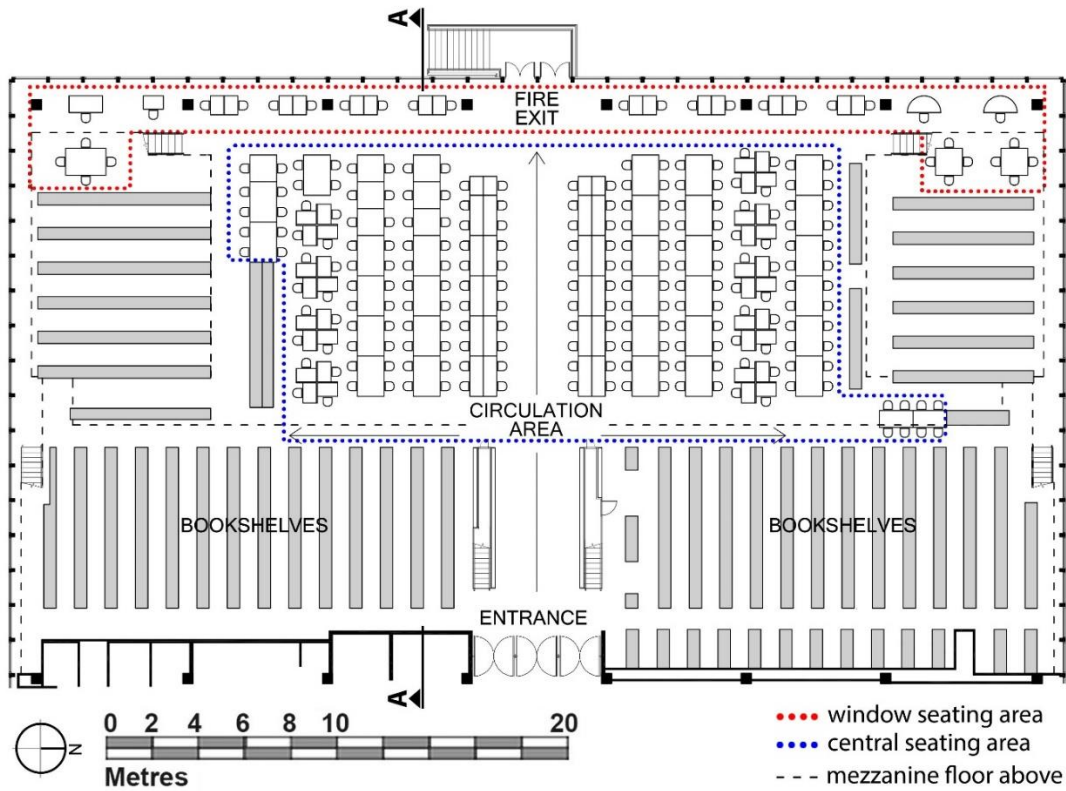 A
FIRE
EXIT
CIRCULATION
AREA
BOOKSHELVES
BOOKSHELVES
ENTRANCE
A
N
0 2 4 6 8 10 20
Metres
window seating area
central seating area
mezzanine floor above